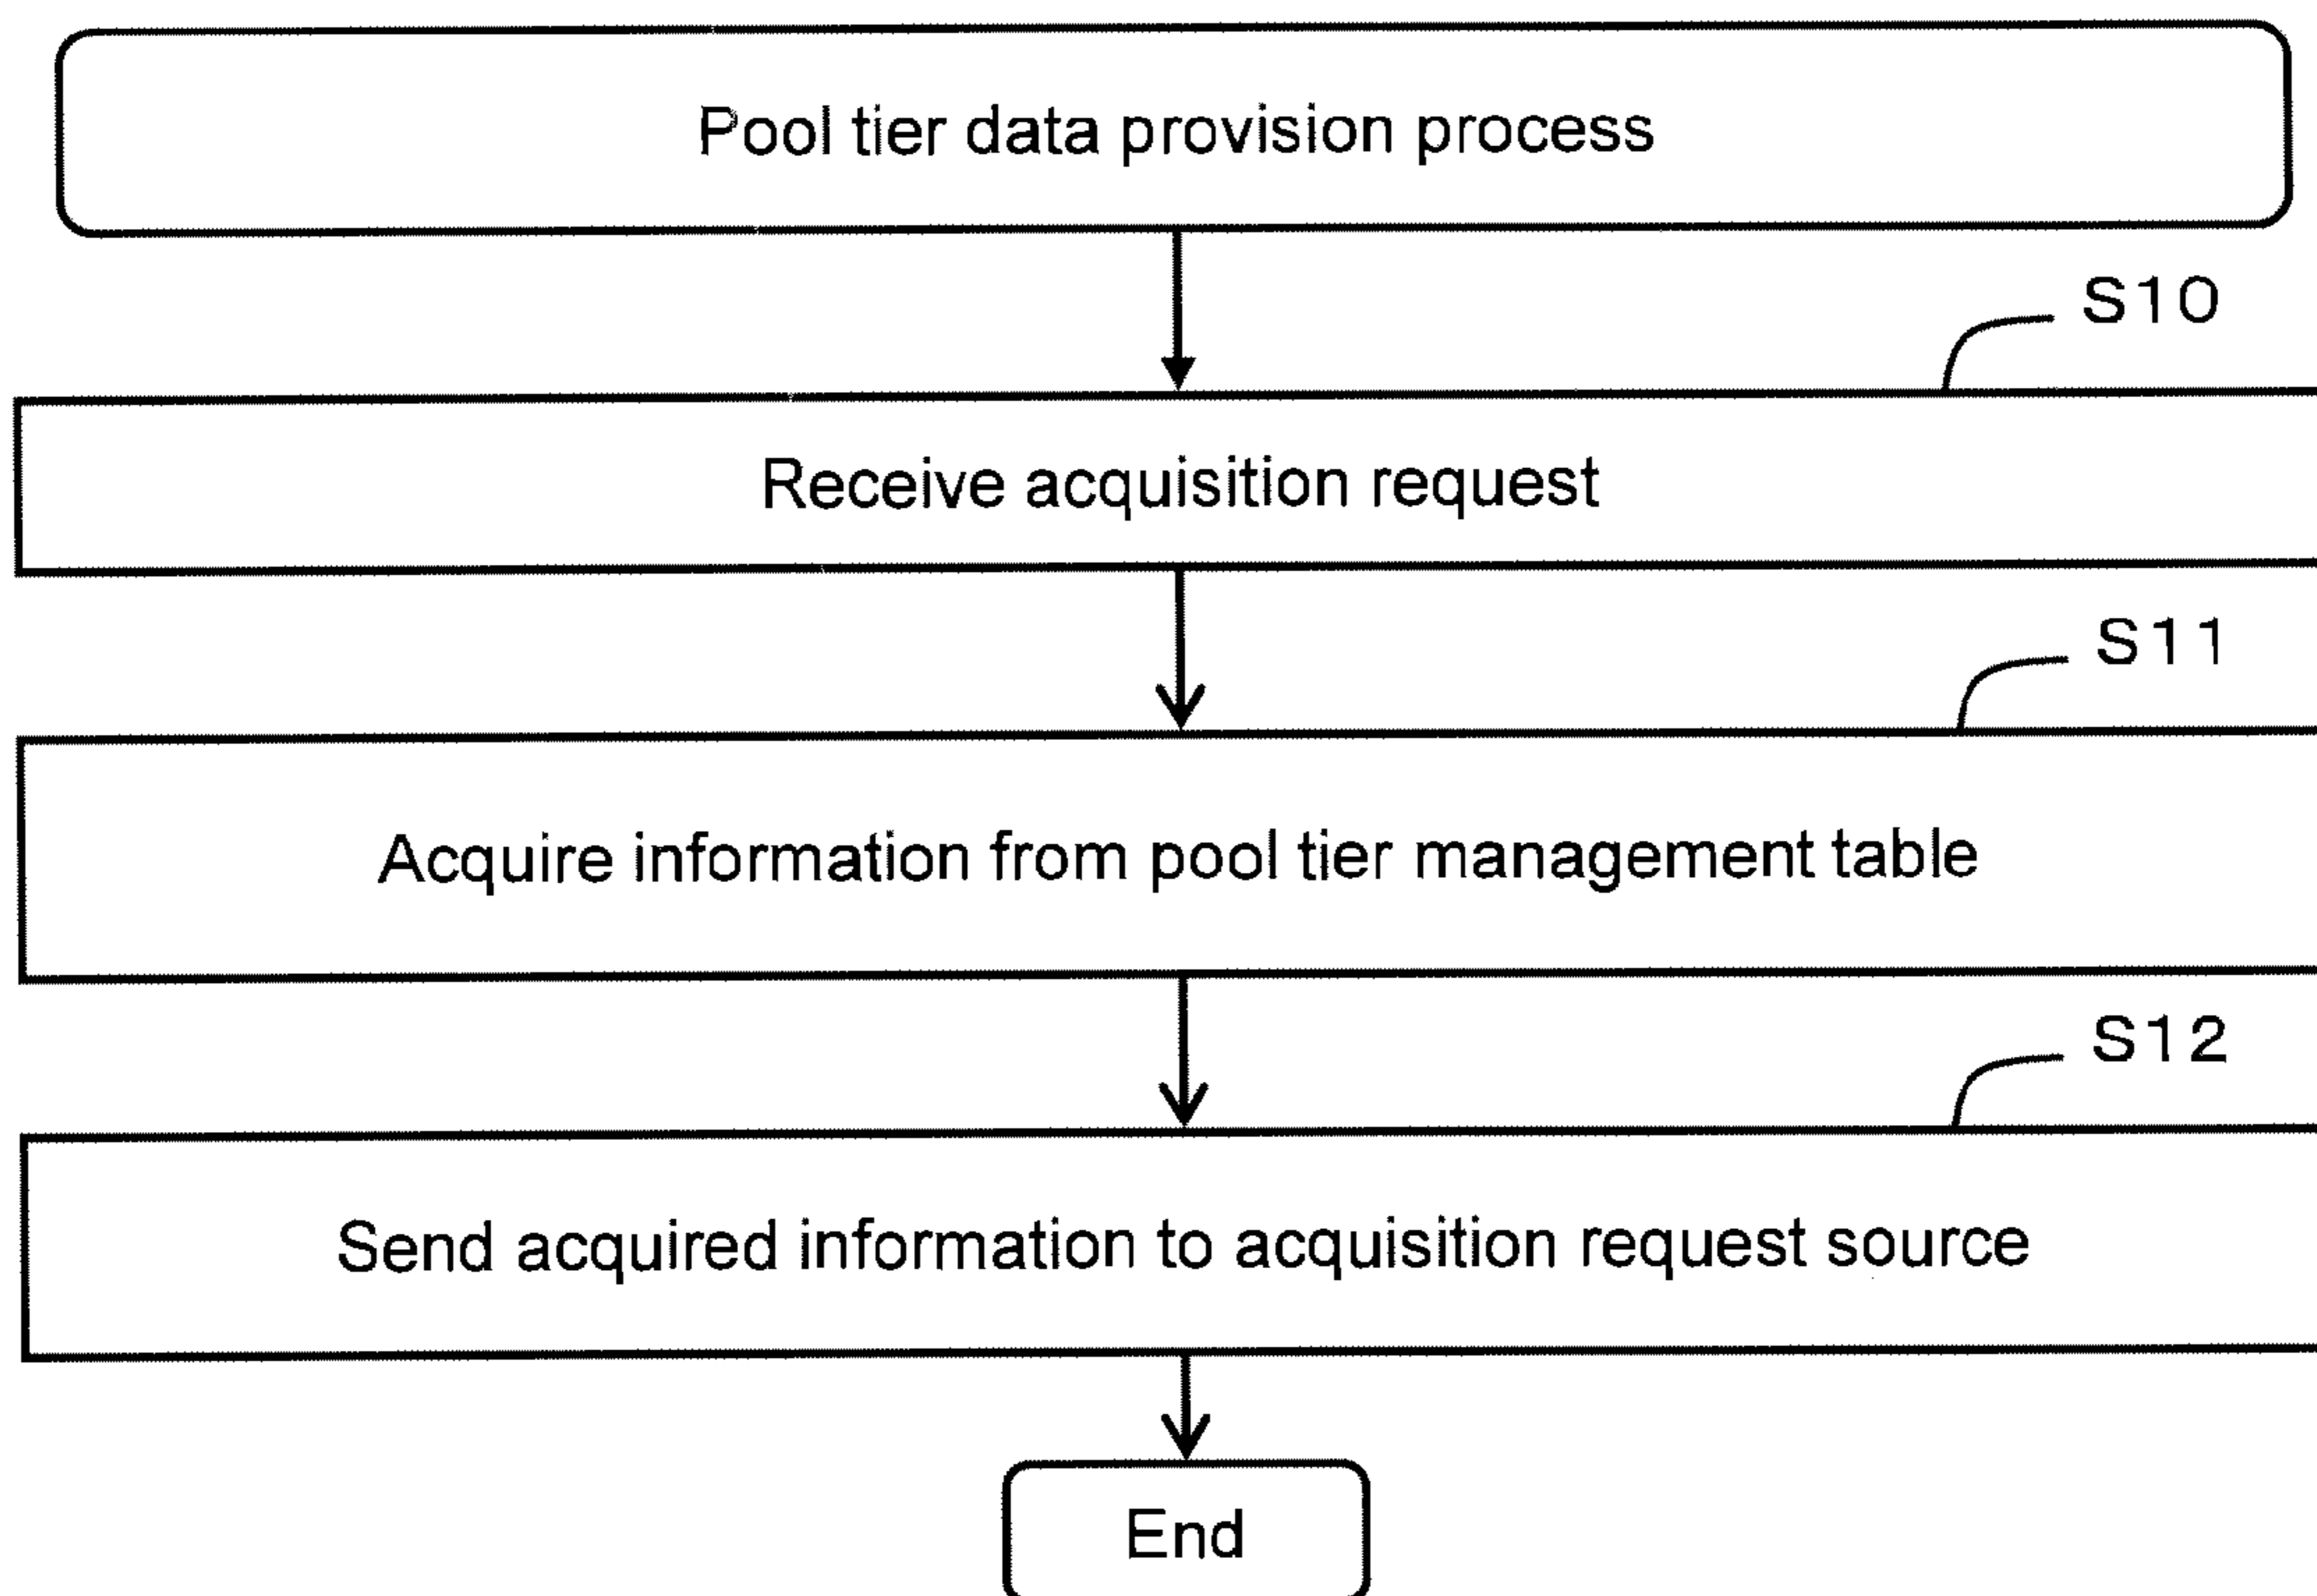 Pool tier data provision process
S10
Receive acquisition request
S11
Acquire information from pool tier management table
S12
Send acquired information to acquisition request source
End